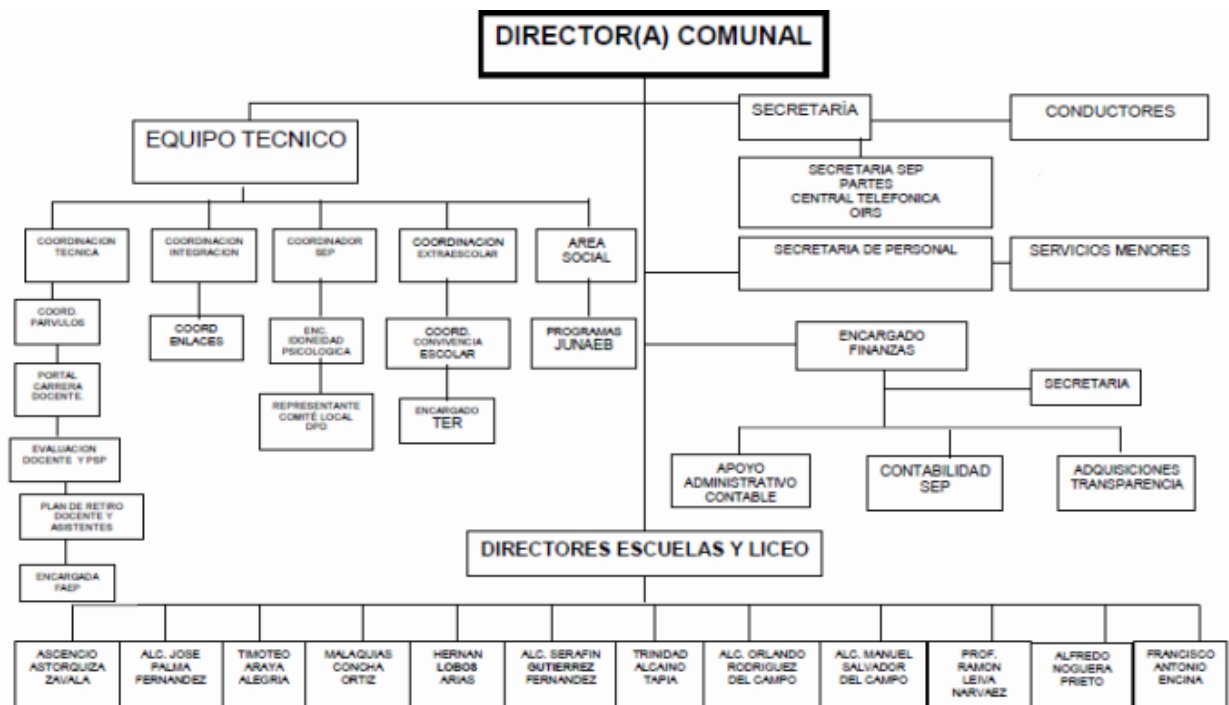 DIRECTOR(A) COMUNAL
SECRETARÌA
CONDUCTORES
EQUIPO TECNICO
SECRETARIA SEP
PARTES
CENTRAL TELEFONICA
OIRS
COORDINACION
TECNICA
COORDINACION
INTEGRACION
COORDINADOR
SEP
COORDINACION
EXTRAESCOLAR
AREA
SOCIAL
SECRETARIA DE PERSONAL
SERVICIOS MENORES
COORD.
PARVULOS
COORD
ENLACES
ENC.
IDONEIDAD
PSICOLOGICA
COORD.
CONVIVENCIA
ESCOLAR
PROGRAMAS
JUNAEB
ENCARGADO
FINANZAS
PORTAL
CARRERA
DOCENTE.
REPRESENTANTE
COMITÉ LOCAL
DPD
ENCARGADO
TER
SECRETARIA
EVALUACION
DOCENTE Y PSP
APOYO
ADMINISTRATIVO
CONTABLE
CONTABILIDAD
SEP
ADQUISICIONES
TRANSPARENCIA
PLAN DE RETIRO
DOCENTE Y
ASISTENTES
DIRECTORES ESCUELAS Y LICEO
ENCARGADA
FAEP
ASCENCIO
ASTORQUIZA
ZAVALA
ALC. JOSE
PALMA
FERNANDEZ
TIMOTEO
ARAYA
ALEGRIA
MALAQUIAS
CONCHA
ORTIZ
HERNAN
LOBOS
ARIAS
ALC. SERAFIN
GUTIERREZ
FERNANDEZ
TRINIDAD
ALCAINO
TAPIA
ALC. ORLANDO
RODRIGUEZ
DEL CAMPO
ALC. MANUEL
SALVADOR
DEL CAMPO
PROF.
RAMON
LEIVA
NARVAEZ
ALFREDO
NOGUERA
PRIETO
FRANCISCO
ANTONIO
ENCINA